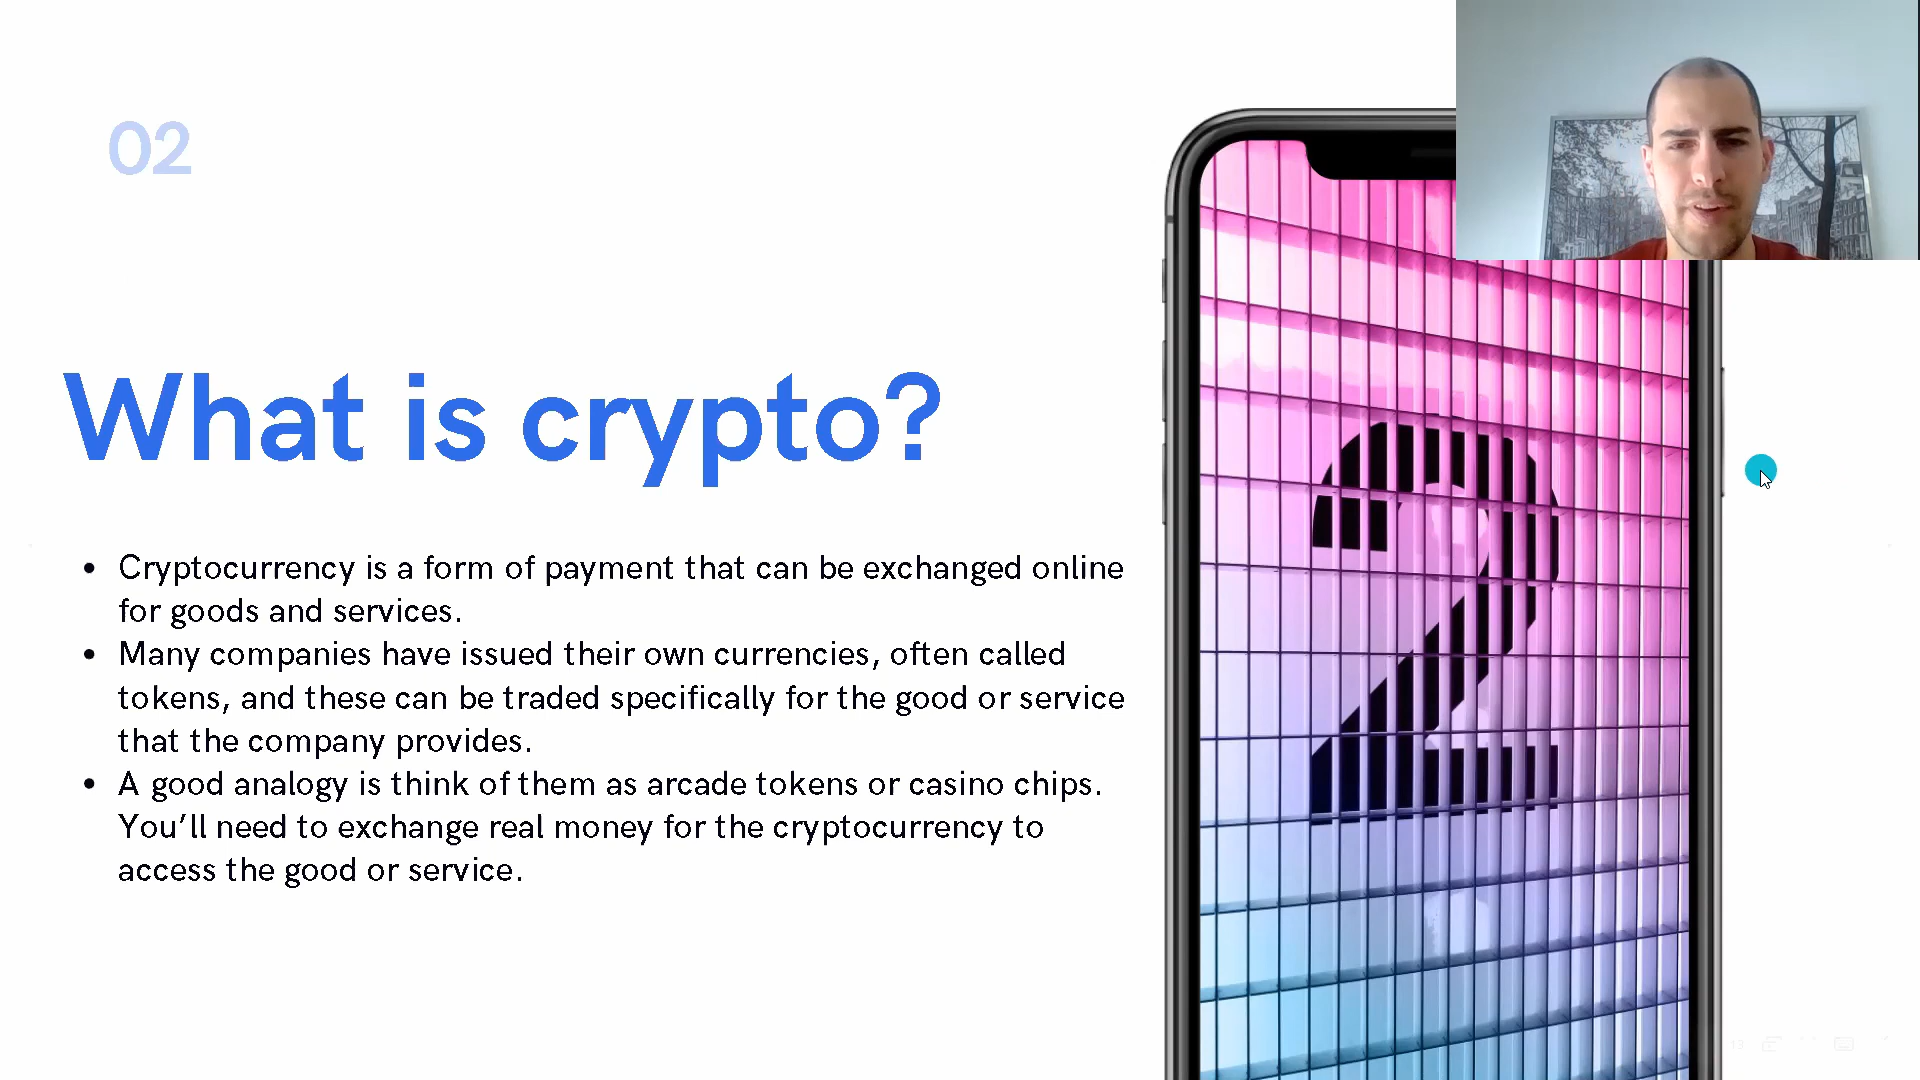 02
What is crypto?
• Cryptocurrency is a form of payment that can be exchanged online
for goods and services.
• Many companies have issued their own currencies, often called
tokens, and these can be traded specifically for the good or service
that the company provides.
• A good analogy is think of them as arcade tokens or casino chips.
You’ll need to exchange real money for the cryptocurrency to
access the good or service.
2